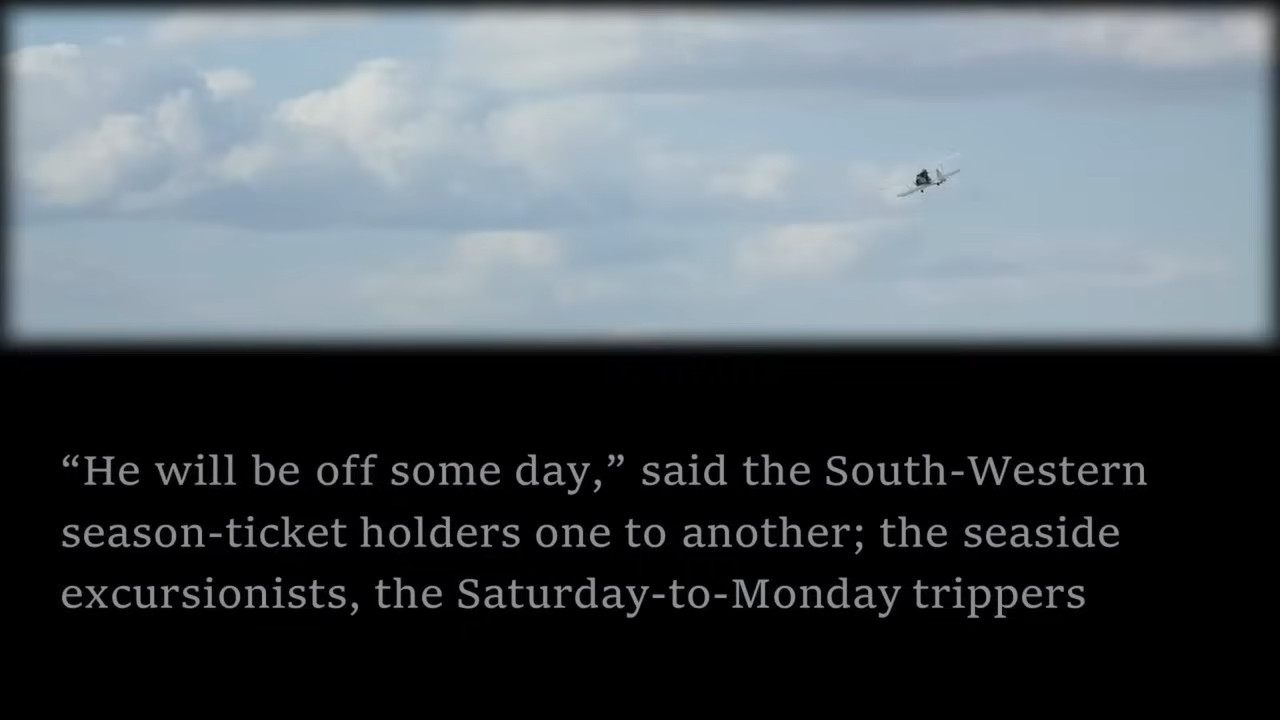 “He will be off some day,” said the South-Western
season-ticket holders one to another; the seaside
excursionists, the Saturday-to-Monday trippers